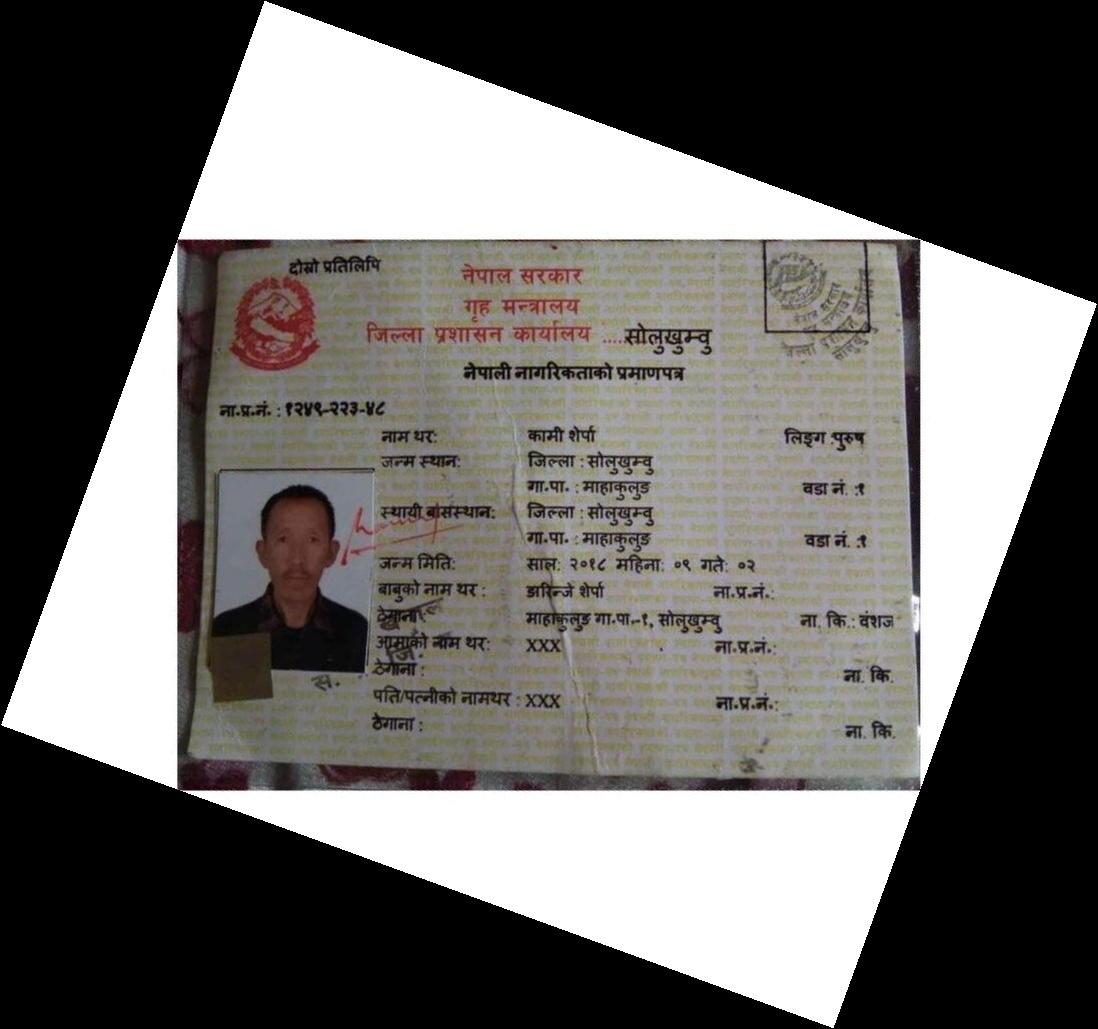 दोस्रो प्रतिलिपि
नेपाल सरकार
गृह मन्त्रालय
जिल्ला प्रशासन कार्यालय ....सोलुखुम्वु
नेपाली नागरिकताको प्रमाणपत्र
ना.प्र.नं. : १२४९-२२३-४८
नाम थर: कामी शेर्पा लिङ्ग :पुरुष
जन्म स्थान: जिल्ला : सोलुखुम्वु
गा.पा. : माहाकुलुङ वडा नं. :१
स्थायी बासस्थान: जिल्ला : सोलुखुम्वु
गा.पा. : माहाकुलुङ वडा नं. :१
जन्म मिति: साल: २०१८ महिना: ०९ गते: ०२
बाबुको नाम थर : ङारिन्जे शेर्पा ना.प्र.नं.:
ठेगाना : माहाकुलुङ गा.पा.-१, सोलुखुम्वु ना. कि.: वंशज
आमाको नाम थर: XXX ना.प्र.नं.:
ठेगाना : ना. कि.
पति/पत्नीको नामथर : XXX ना.प्र.नं.:
ठेगाना : ना. कि.